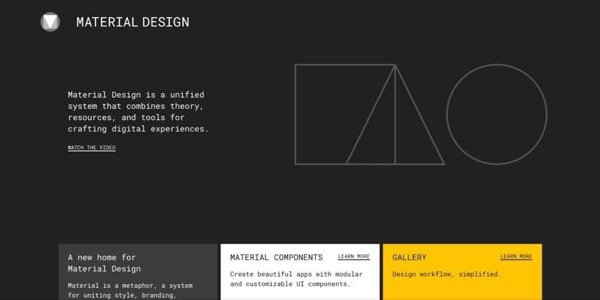 MATERIAL DESIGN
Material Design is a unified
system that combines theory,
resources, and tools for
crafting digital experiences.
WATCH THE VIDEO
A new home for
Material Design
Material is a metaphor, a system
for uniting style, branding,
MATERIAL COMPONENTS
LEARN MORE
Create beautiful apps with modular
and customizable UI components.
GALLERY
LEARN MORE
Design workflow, simplified.